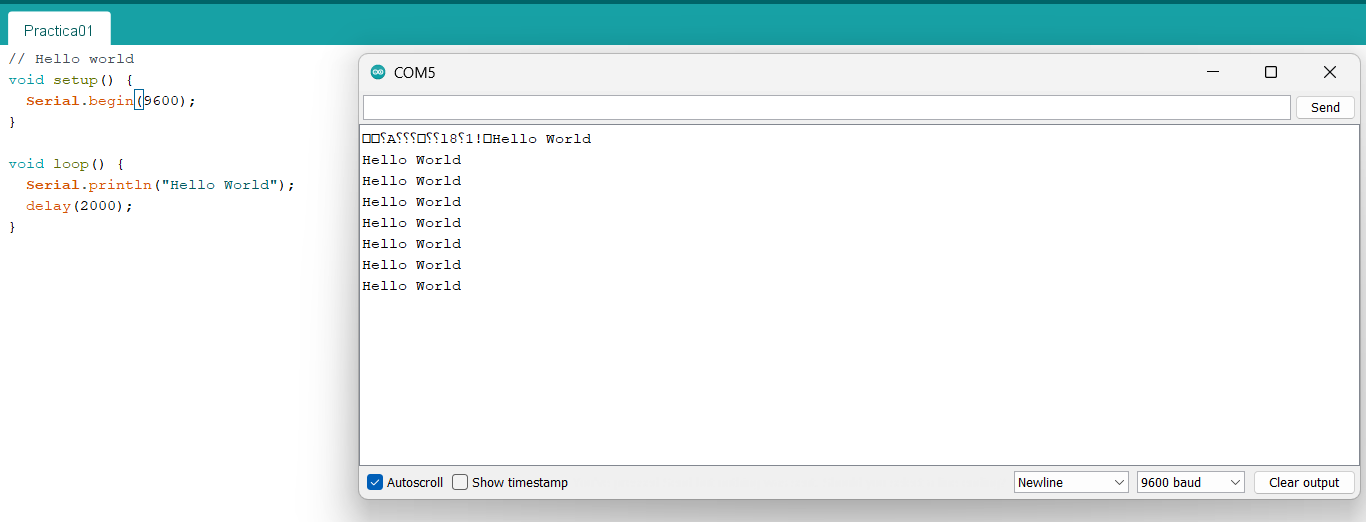 Practica01
// Hello world
void setup() {
  Serial.begin(9600);
}
void loop() {
  Serial.println("Hello World");
  delay(2000);
}
COM5
Send
□□⸮A⸮⸮⸮□⸮⸮l8⸮1!□Hello World
Hello World
Hello World
Hello World
Hello World
Hello World
Hello World
Hello World
Autoscroll
Show timestamp
Newline
9600 baud
Clear output